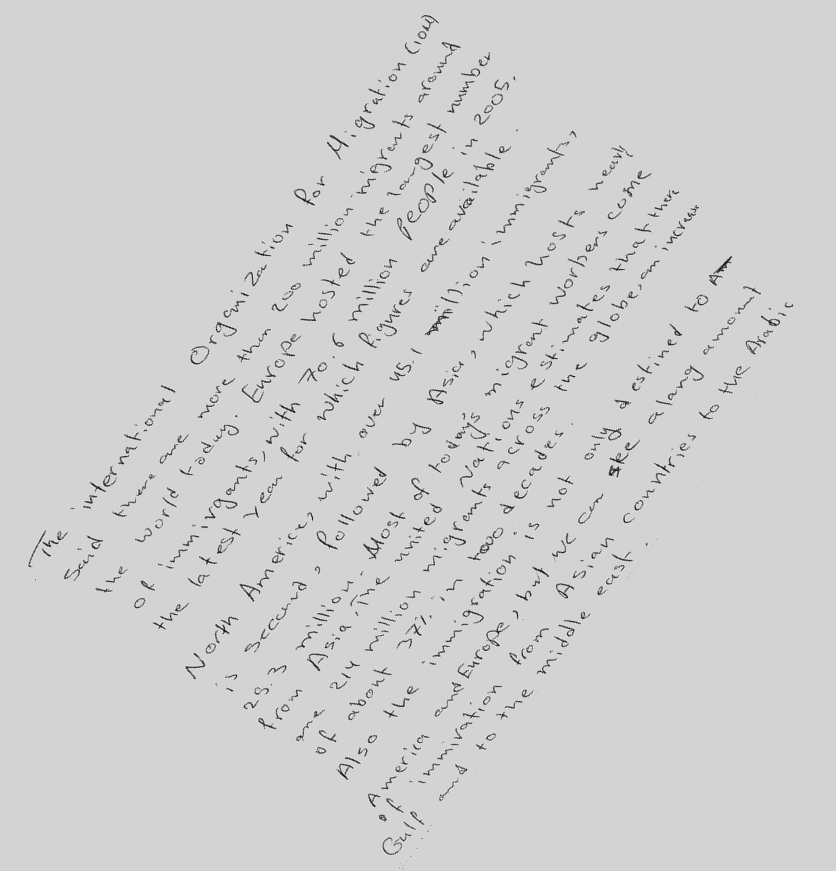 The international Organization for Migration (IOM)
said there are more than 200 million migrants around
the world today. Europe hosted the largest number
of immirgants, with 70.6 million people in 2005.
the latest year for which figures are available.
North America, with over 45.1 million immigrants,
is second, followed by Asia, which hosts nearly
25.3 million. Most of today's migrant workers come
from Asia. The united Nations estimates that there
are 214 million migrants across the globe, an increase
of about 37% in two decades.
Also the immigration is not only destined to
America and Europe, but we can see alang amount
of immiration from Asian countries to the Arabic
Gulf and to the middle east.